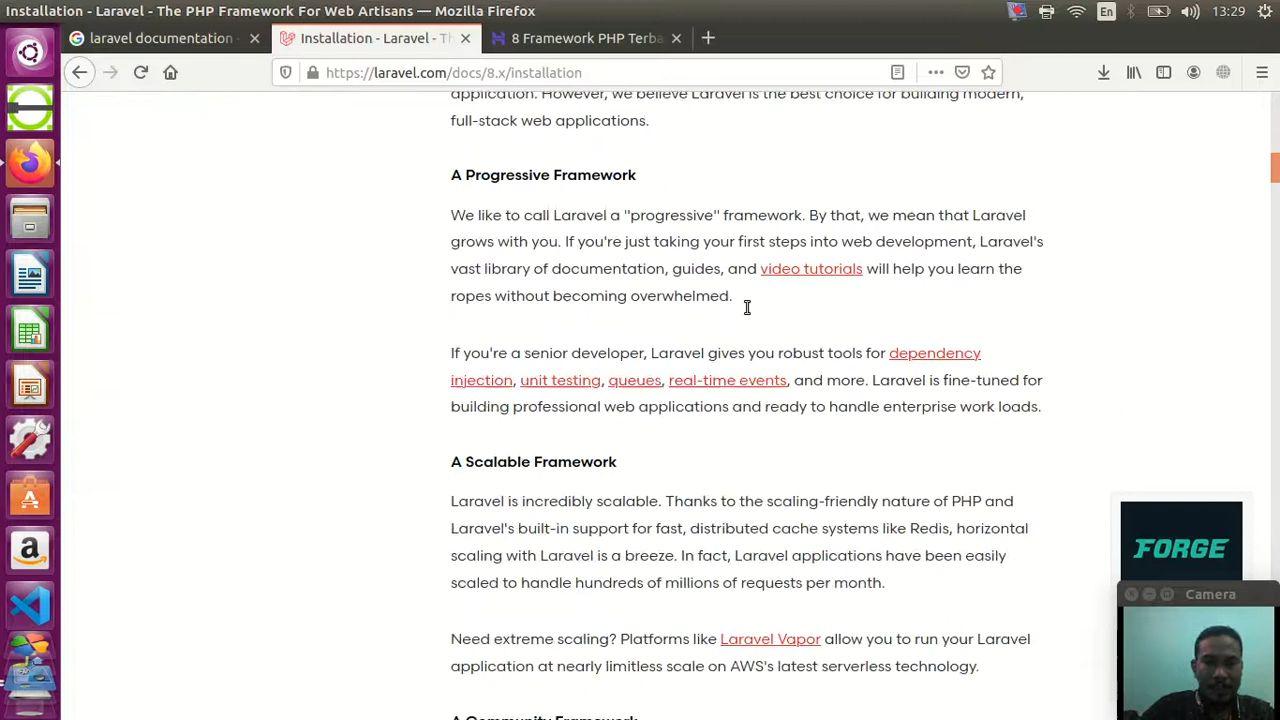 Installation - Laravel - The PHP Framework For Web Artisans - Mozilla Firefox
En
13:29
laravel documentation -
Installation - Laravel - Th
8 Framework PHP Terba
https://laravel.com/docs/8.x/installation
application. However, we believe Laravel is the best choice for building modern,
full-stack web applications.
A Progressive Framework
We like to call Laravel a "progressive" framework. By that, we mean that Laravel
grows with you. If you're just taking your first steps into web development, Laravel's
vast library of documentation, guides, and video tutorials will help you learn the
ropes without becoming overwhelmed.
If you're a senior developer, Laravel gives you robust tools for dependency
injection, unit testing, queues, real-time events, and more. Laravel is fine-tuned for
building professional web applications and ready to handle enterprise work loads.
A Scalable Framework
Laravel is incredibly scalable. Thanks to the scaling-friendly nature of PHP and
Laravel's built-in support for fast, distributed cache systems like Redis, horizontal
scaling with Laravel is a breeze. In fact, Laravel applications have been easily
scaled to handle hundreds of millions of requests per month.
FORGE
Camera
Need extreme scaling? Platforms like Laravel Vapor allow you to run your Laravel
application at nearly limitless scale on AWS's latest serverless technology.
A Community Framework